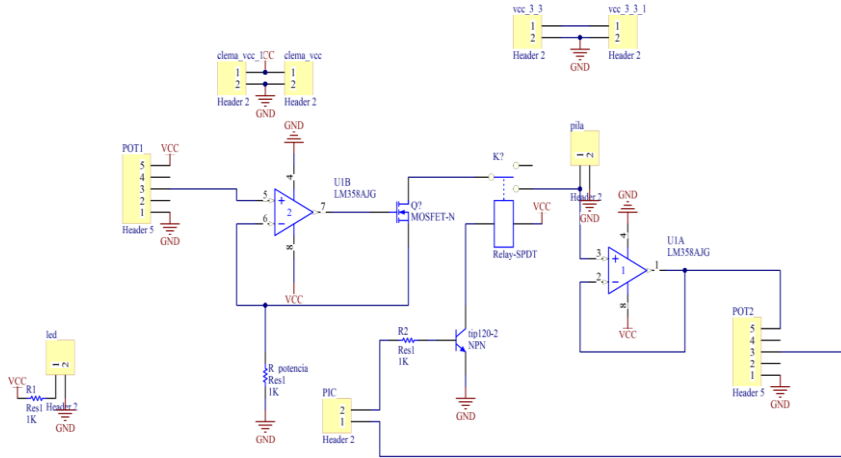 vcc_3_3
1
2
Header 2
vcc_3_3_1
1
2
Header 2
GND
clema_vcc_1
VCC
clema_vcc
1
2
1
2
Header 2
Header 2
GND
GND
POT1
VCC
5
4
3
2
1
Header 5
GND
U1B
LM358AJG
4
5
6
+
-
2
7
8
VCC
Q?
MOSFET-N
K?
VCC
Relay-SPDT
pila
1
2
Header 2
GND
GND
U1A
LM358AJG
4
3
2
+
-
1
1
8
VCC
POT2
5
4
3
2
1
Header 5
GND
led
1
2
Header 2
VCC
R1
Res1
1K
GND
R_potencia
Res1
1K
GND
R2
Res1
1K
tip120-2
NPN
GND
PIC
2
1
Header 2